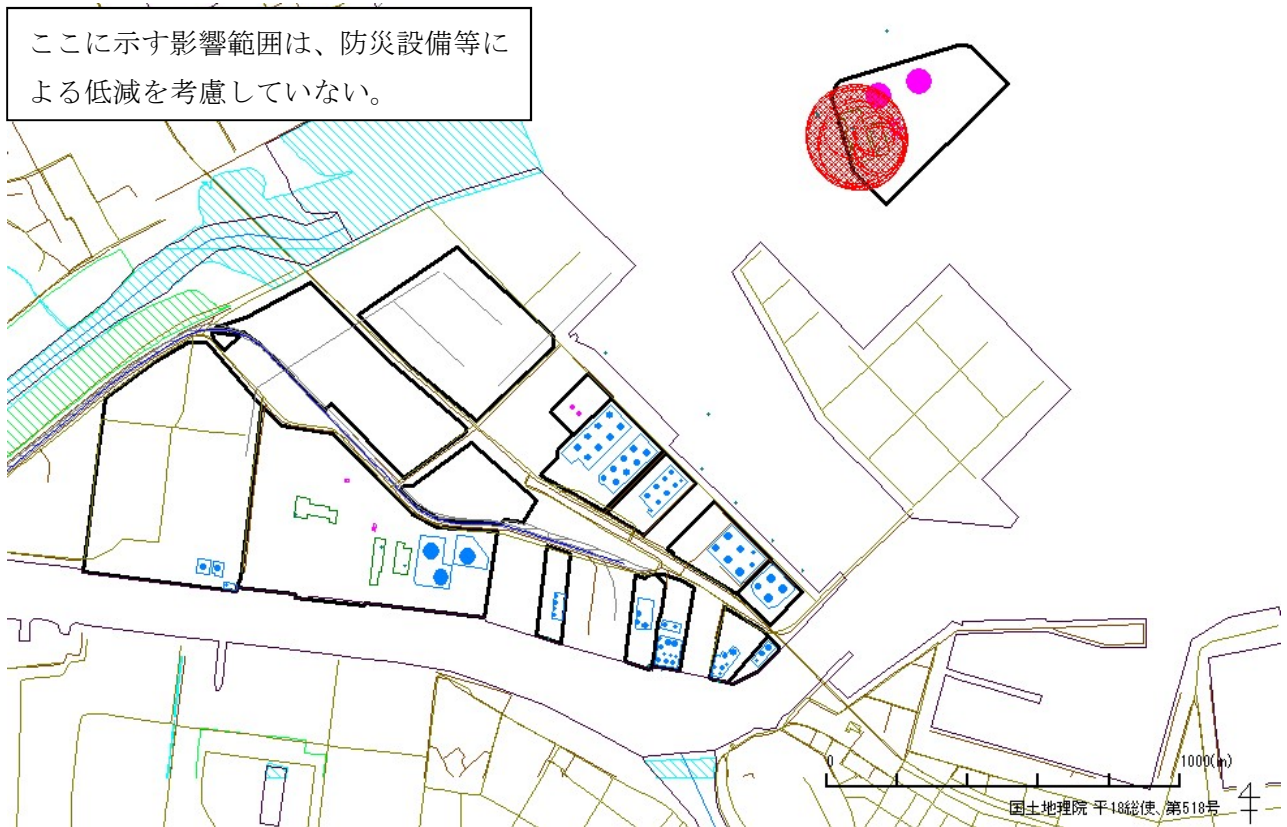 ここに示す影響範囲は、防災設備等に
よる低減を考慮していない。
0
1000(m)
国土地理院 平18総使、第518号